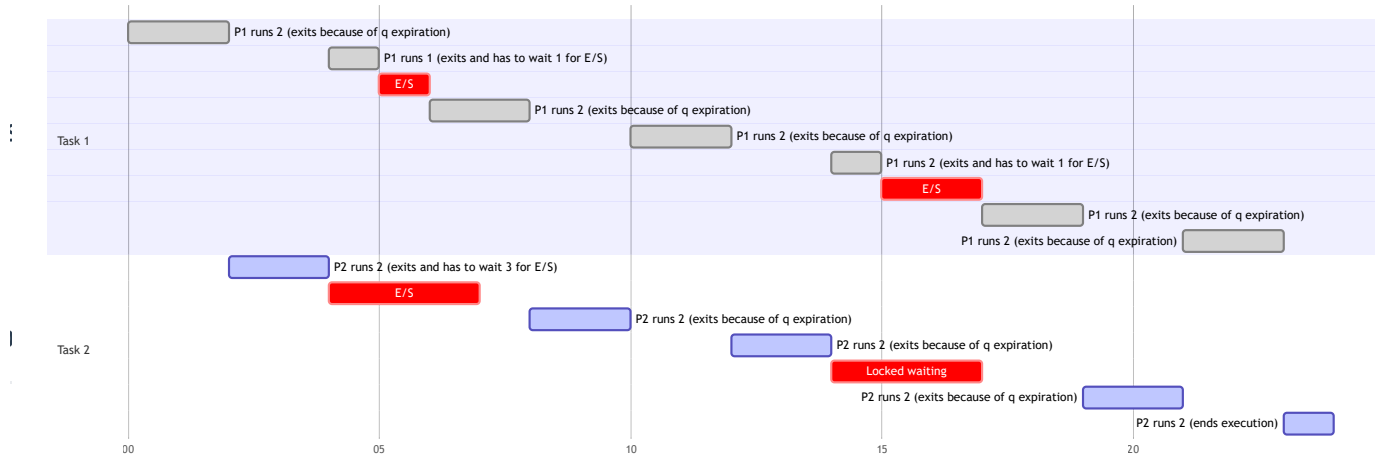 P1 runs 2 (exits because of q expiration)
P1 runs 1 (exits and has to wait 1 for E/S)
E/S
P1 runs 2 (exits because of q expiration)
Task 1
P1 runs 2 (exits because of q expiration)
P1 runs 2 (exits and has to wait 1 for E/S)
E/S
P1 runs 2 (exits because of q expiration)
P1 runs 2 (exits because of q expiration)
P2 runs 2 (exits and has to wait 3 for E/S)
E/S
P2 runs 2 (exits because of q expiration)
Task 2
P2 runs 2 (exits because of q expiration)
Locked waiting
P2 runs 2 (exits because of q expiration)
P2 runs 2 (ends execution)
00 05 10 15 20